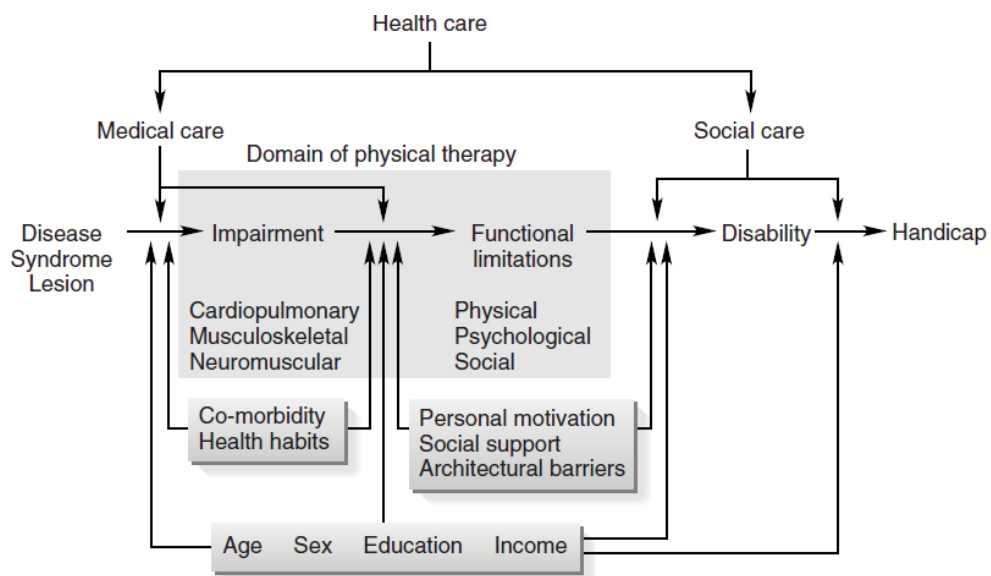 Health care
Medical care
Social care
Domain of physical therapy
Disease
Syndrome
Lesion
Impairment
Functional
limitations
Disability
Handicap
Cardiopulmonary
Musculoskeletal
Neuromuscular
Physical
Psychological
Social
Co-morbidity
Health habits
Personal motivation
Social support
Architectural barriers
Age Sex Education Income